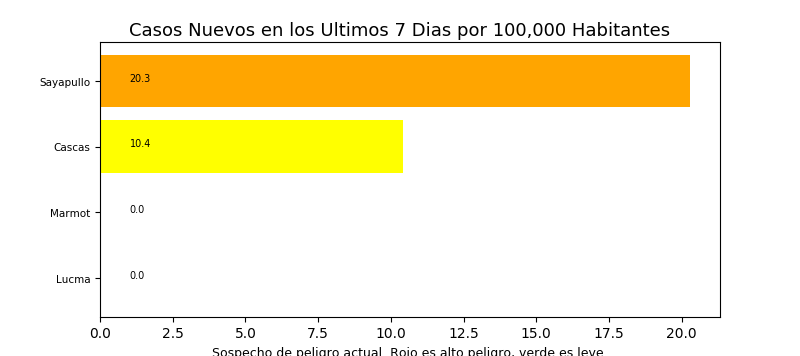 Casos Nuevos en los Ultimos 7 Dias por 100,000 Habitantes
Sayapullo 20.3
Cascas 10.4
Marmot 0.0
Lucma 0.0
0.0 2.5 5.0 7.5 10.0 12.5 15.0 17.5 20.0
Sospecho de peligro actual. Rojo es alto peligro, verde es leve